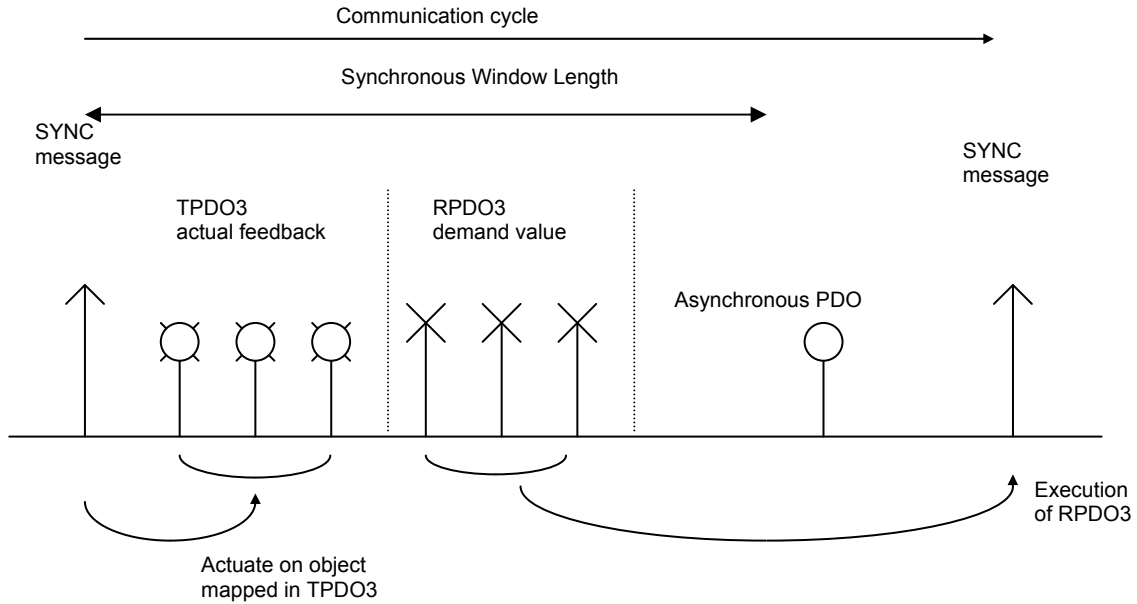 Communication cycle
Synchronous Window Length
SYNC
message
SYNC
message
TPDO3
actual feedback
RPDO3
demand value
Asynchronous PDO
Execution
of RPDO3
Actuate on object
mapped in TPDO3